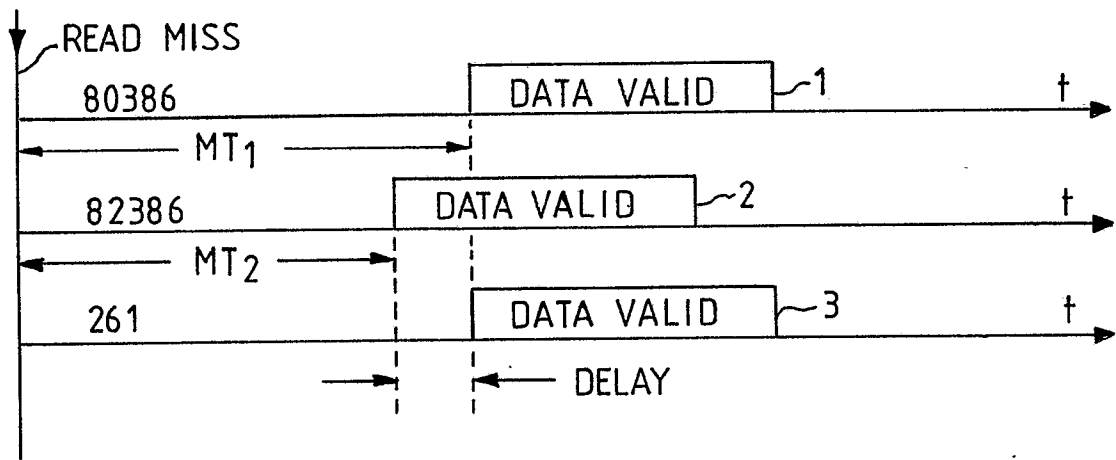 READ MISS
80386
DATA VALID
1
t
MT1
82386
DATA VALID
2
t
MT2
261
DATA VALID
3
t
DELAY